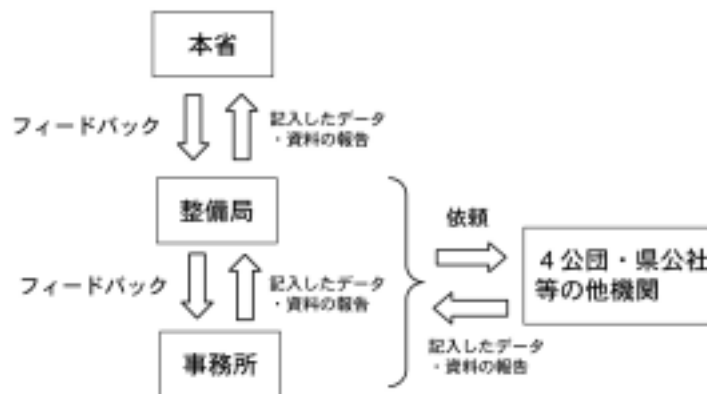 本省
フィードバック
記入したデータ
・資料の報告
整備局
フィードバック
記入したデータ
・資料の報告
事務所
依頼
４公団・県公社
等の他機関
記入したデータ
・資料の報告